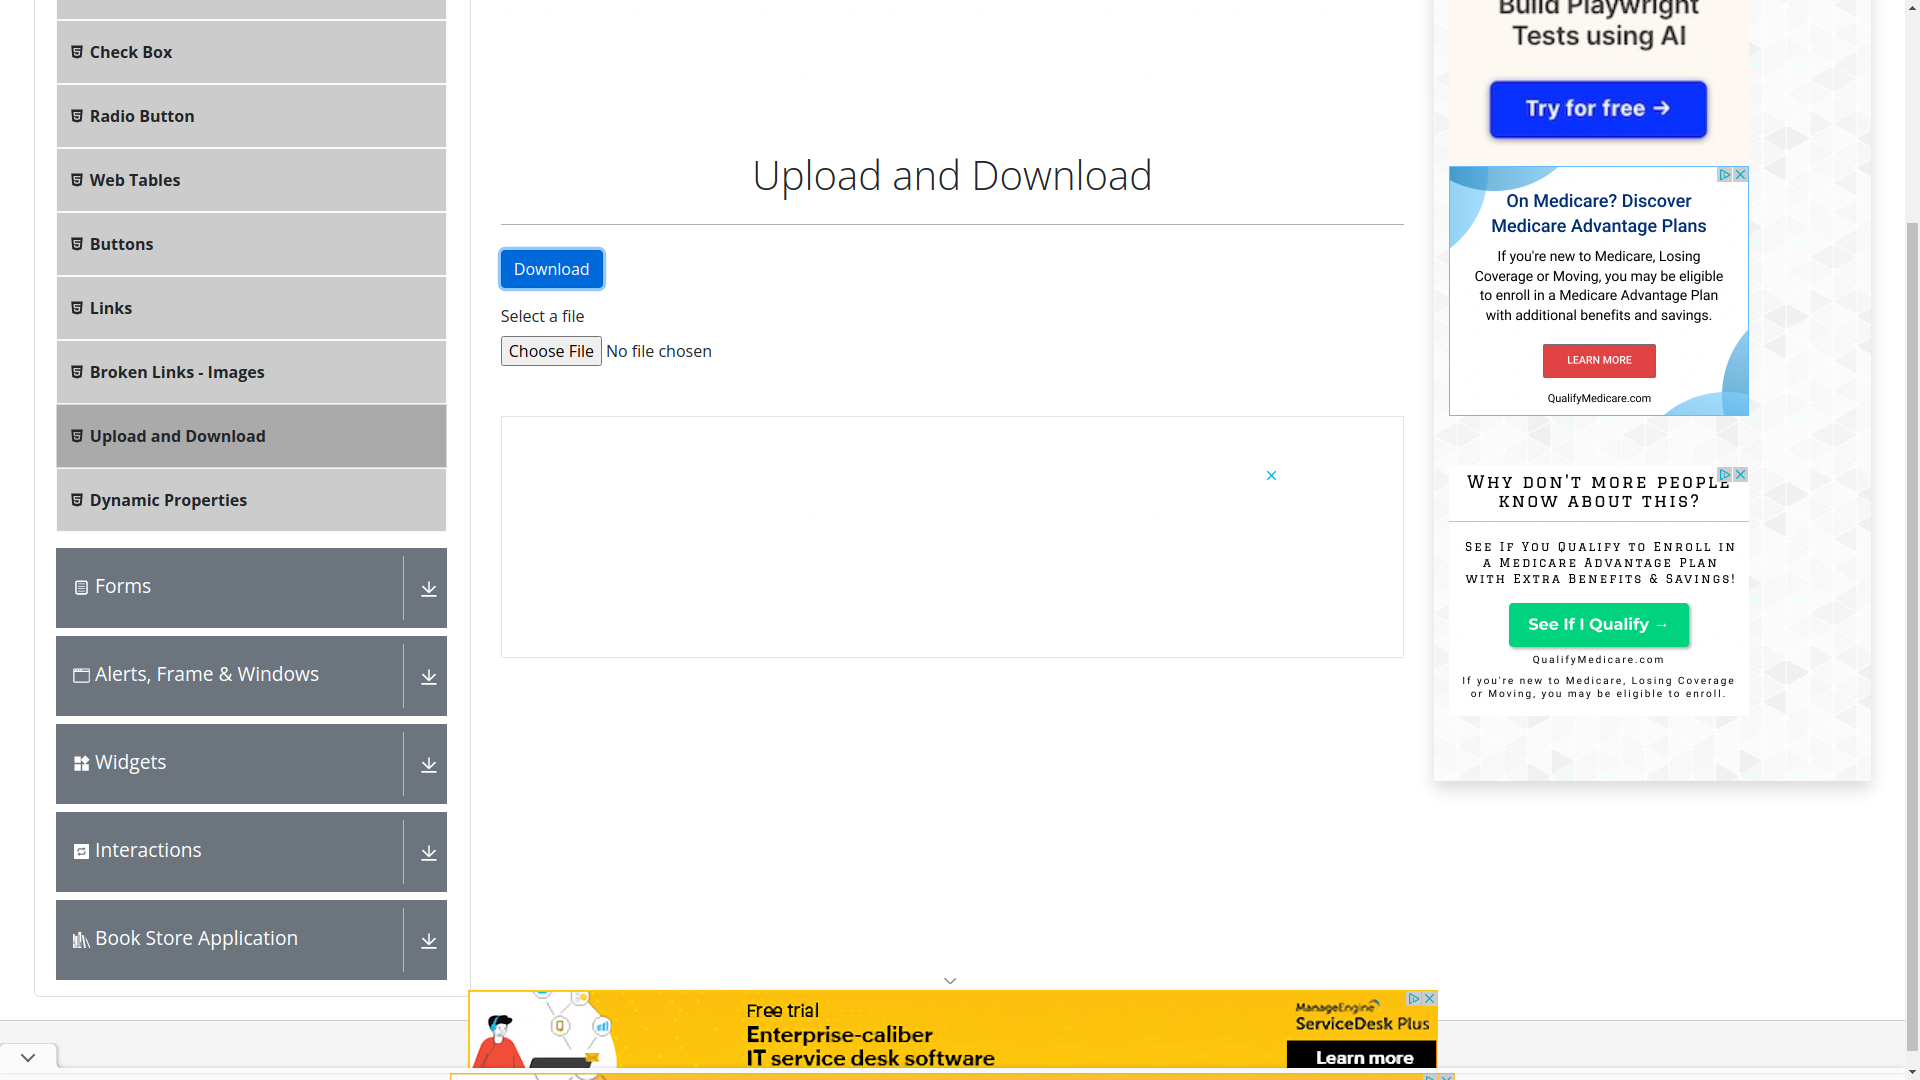 Check Box
Radio Button
Web Tables
Buttons
Links
Broken Links - Images
Upload and Download
Dynamic Properties
Forms
Alerts, Frame & Windows
Widgets
Interactions
Book Store Application
Upload and Download
Download
Select a file
Choose File No file chosen
Build Playwright
Tests using AI
Try for free →
On Medicare? Discover
Medicare Advantage Plans
If you're new to Medicare, Losing
Coverage or Moving, you may be eligible
to enroll in a Medicare Advantage Plan
with additional benefits and savings.
LEARN MORE
QualifyMedicare.com
Why don't more people
know about this?
See If You Qualify to Enroll in
a Medicare Advantage Plan
with Extra Benefits & Savings!
See If I Qualify →
QualifyMedicare.com
If you're new to Medicare, Losing Coverage
or Moving, you may be eligible to enroll.
Free trial
Enterprise-caliber
IT service desk software
ManageEngine
ServiceDesk Plus
Learn more